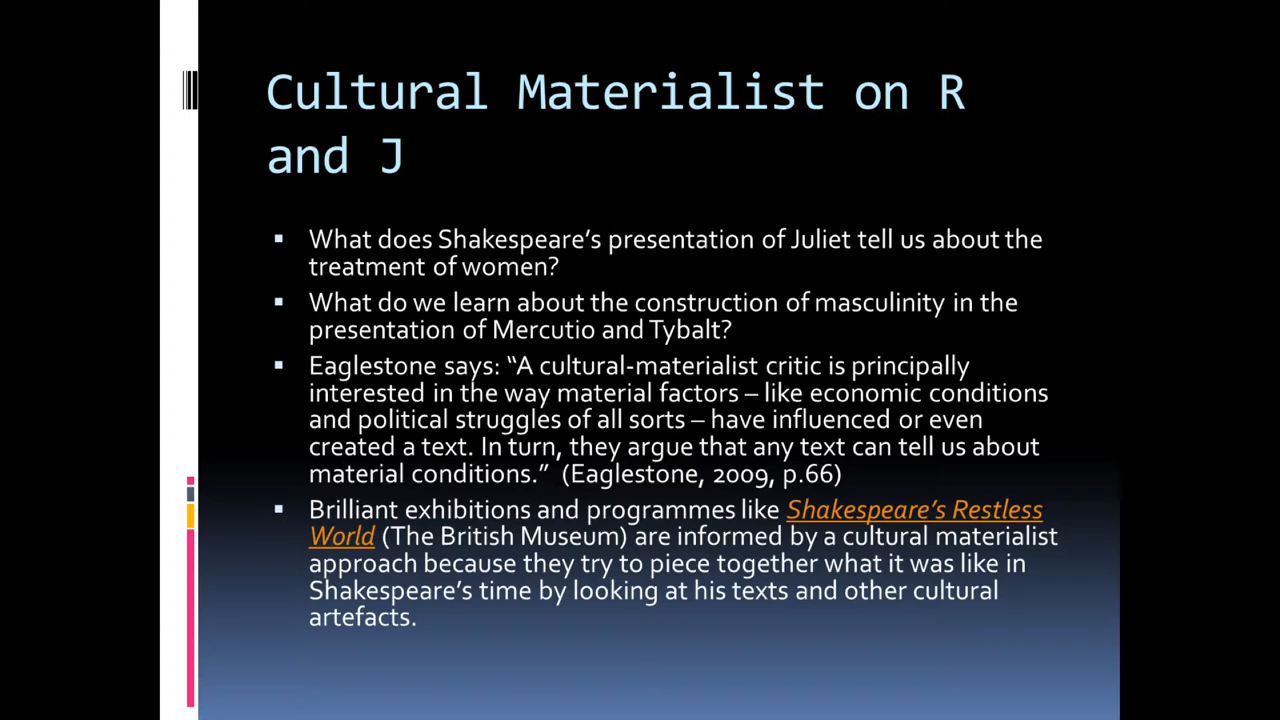 Cultural Materialist on R
and J
▪ What does Shakespeare’s presentation of Juliet tell us about the
treatment of women?
▪ What do we learn about the construction of masculinity in the
presentation of Mercutio and Tybalt?
▪ Eaglestone says: “A cultural-materialist critic is principally
interested in the way material factors – like economic conditions
and political struggles of all sorts – have influenced or even
created a text. In turn, they argue that any text can tell us about
material conditions.” (Eaglestone, 2009, p.66)
▪ Brilliant exhibitions and programmes like Shakespeare’s Restless
World (The British Museum) are informed by a cultural materialist
approach because they try to piece together what it was like in
Shakespeare’s time by looking at his texts and other cultural
artefacts.